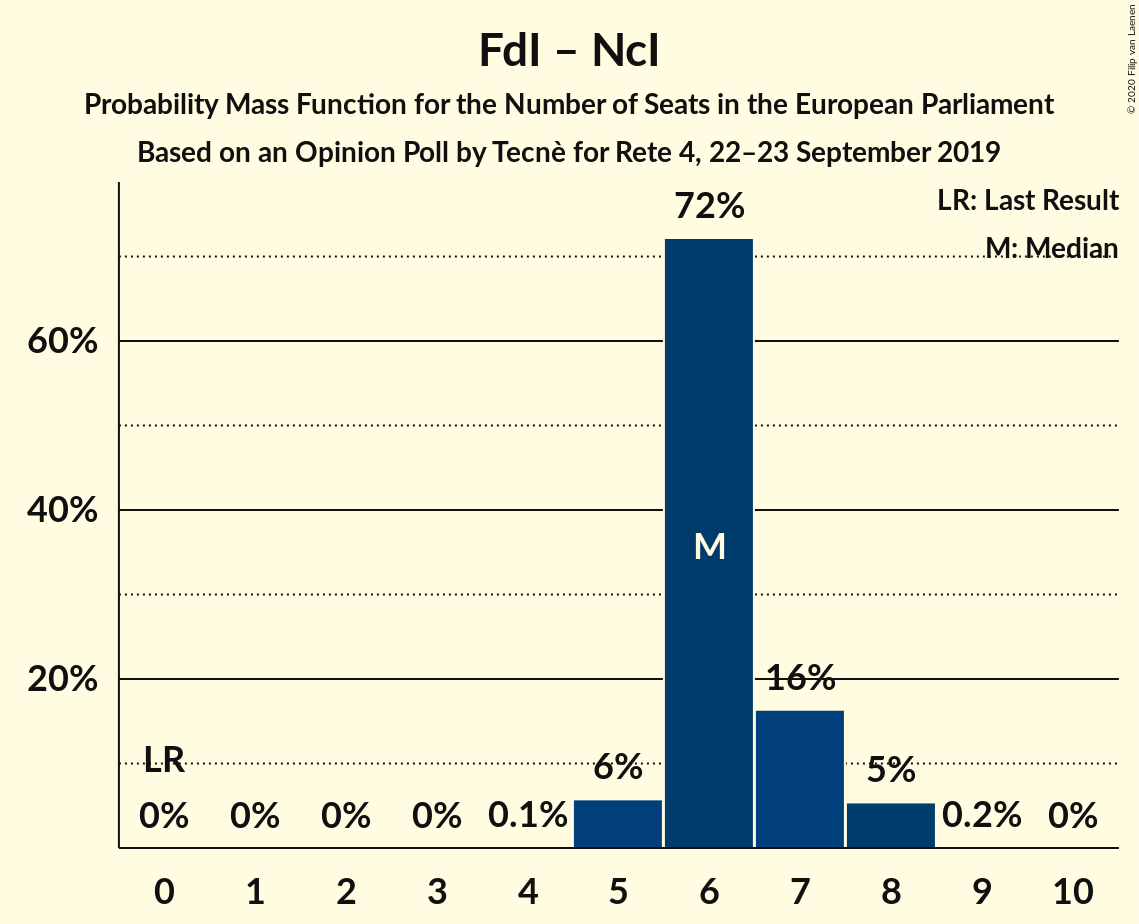 FdI – NcI
Probability Mass Function for the Number of Seats in the European Parliament
Based on an Opinion Poll by Tecnè for Rete 4, 22–23 September 2019
© 2020 Filip van Laenen
LR: Last Result
M: Median
72%
60%
40%
M
20%
16%
LR
6%
5%
0% 0% 0% 0% 0.1% 0.2% 0%
0 1 2 3 4 5 6 7 8 9 10